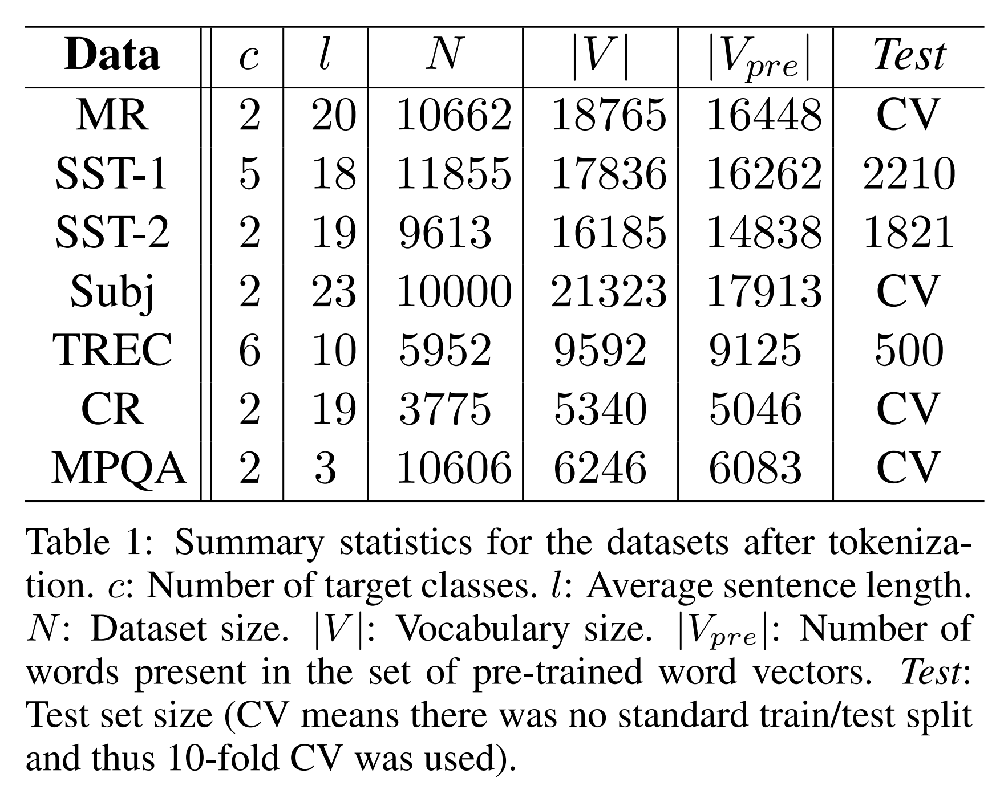 Data c l N |V| |Vpre| Test
MR 2 20 10662 18765 16448 CV
SST-1 5 18 11855 17836 16262 2210
SST-2 2 19 9613 16185 14838 1821
Subj 2 23 10000 21323 17913 CV
TREC 6 10 5952 9592 9125 500
CR 2 19 3775 5340 5046 CV
MPQA 2 3 10606 6246 6083 CV
Table 1: Summary statistics for the datasets after tokeniza-
tion. c: Number of target classes. l: Average sentence length.
N: Dataset size. |V|: Vocabulary size. |Vpre|: Number of
words present in the set of pre-trained word vectors. Test:
Test set size (CV means there was no standard train/test split
and thus 10-fold CV was used).